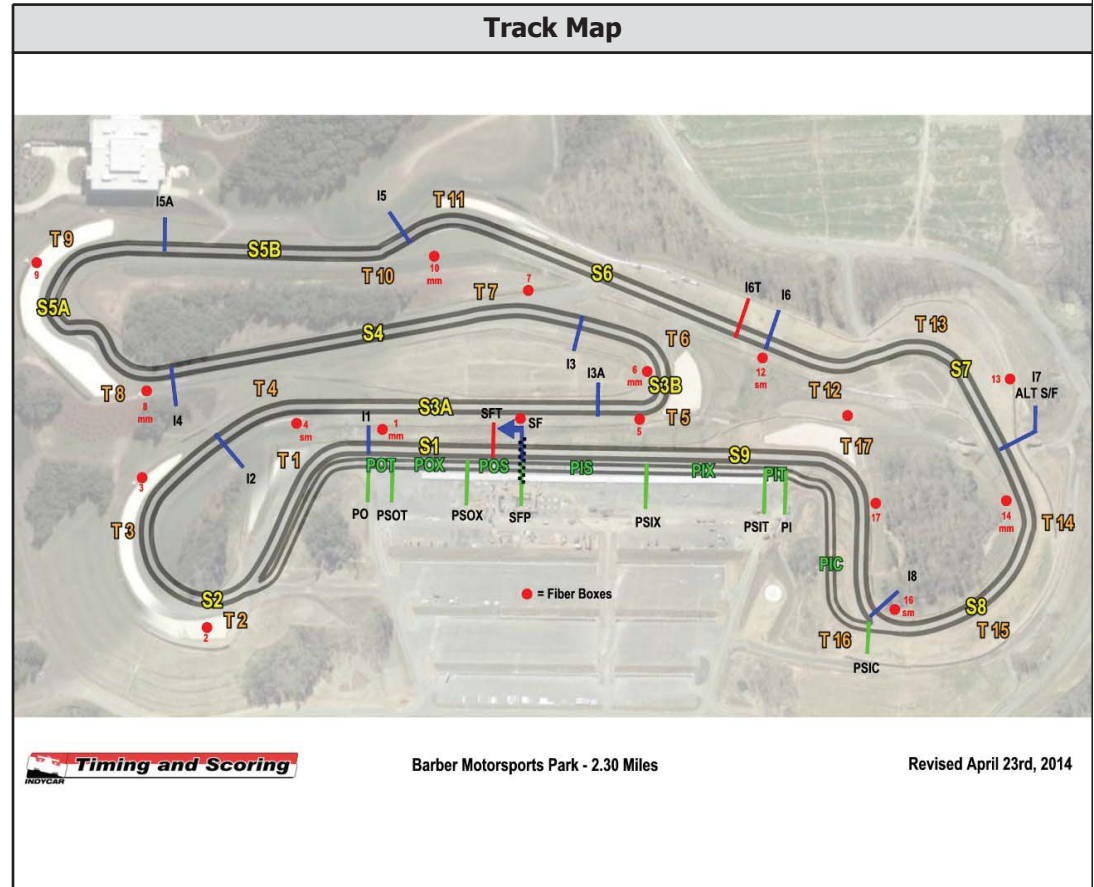 Track Map
I5A
I5
T 11
T 9
S5B
9
T 10
10
mm
7
T 7
S6
I6T
I6
S5A
S4
T 13
I3
T 6
12
sm
S7
T 8
8
mm
I4
T 4
I3A
6
mm
S3B
T 12
13
I7
ALT S/F
S3A
SFT
SF
T 5
5
4
sm
I1
1
mm
S1
T 17
T 1
I2
S9
POT
POX
POS
PIS
PIX
PIT
3
PO
PSOT
PSOX
SFP
PSIX
PSIT
PI
17
14
mm
T 14
T 3
PIC
I8
S2
T 2
2
= Fiber Boxes
16
sm
S8
T 16
T 15
PSIC
INDYCAR
Timing and Scoring
Barber Motorsports Park - 2.30 Miles
Revised April 23rd, 2014